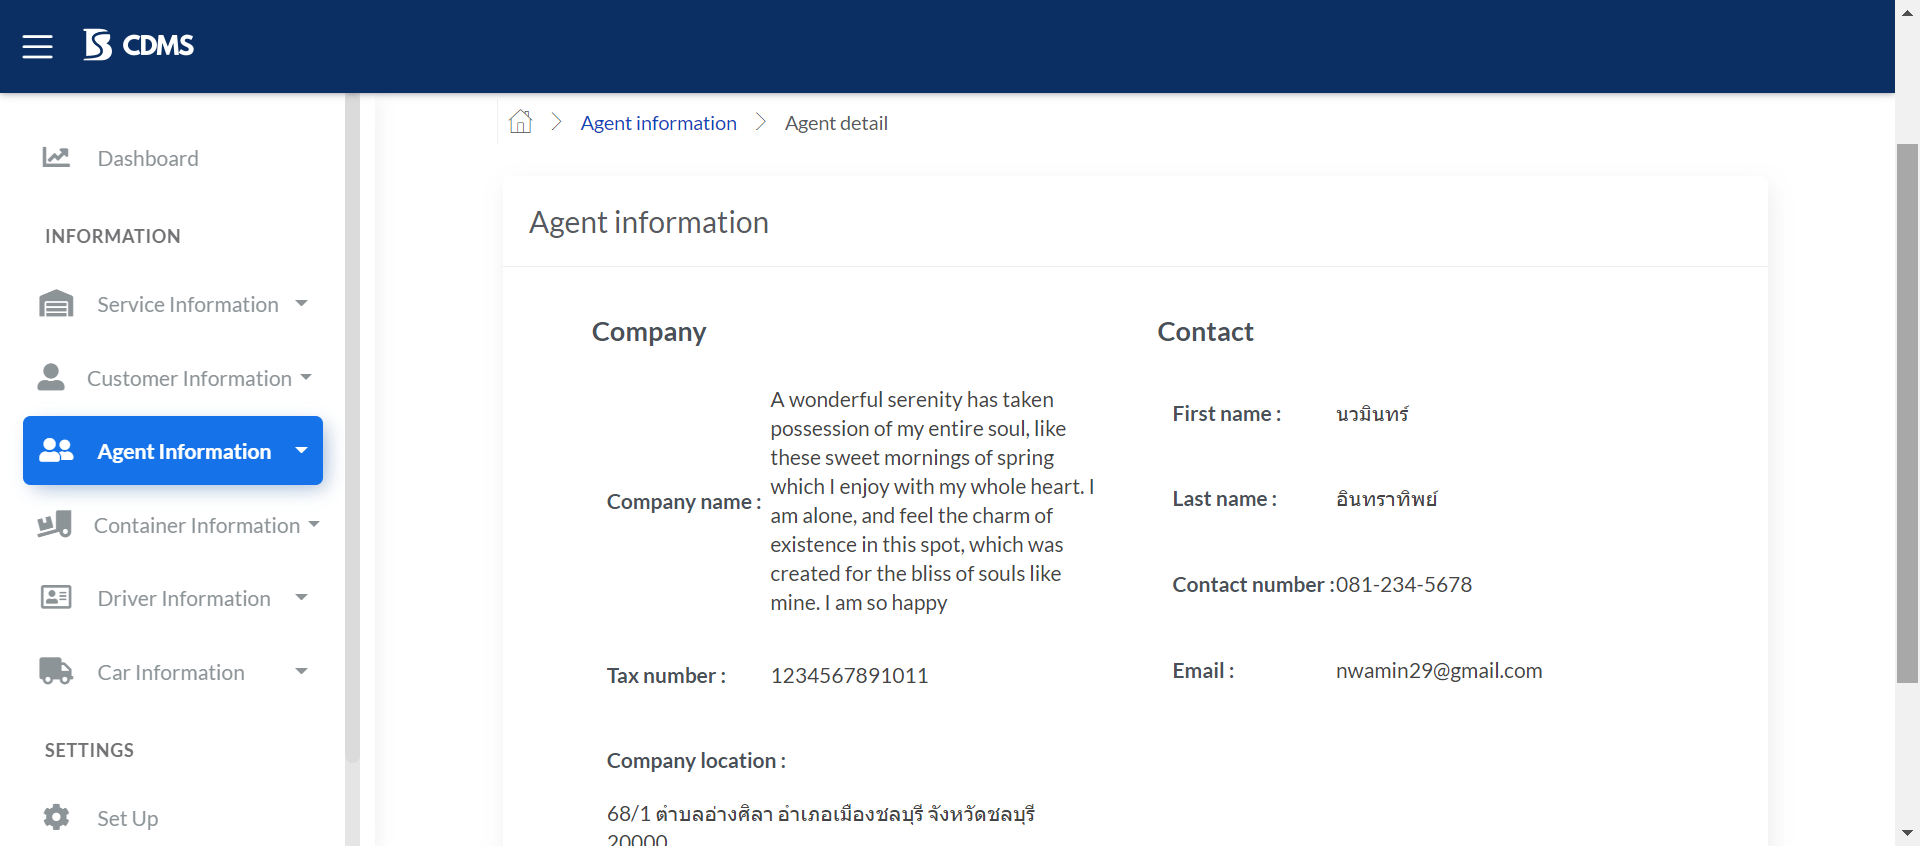 CDMS
Dashboard
INFORMATION
Service Information
Customer Information
Agent Information
Container Information
Driver Information
Car Information
SETTINGS
Set Up
Agent information
Agent detail
Agent information
Company
Company name :
A wonderful serenity has taken
possession of my entire soul, like
these sweet mornings of spring
which I enjoy with my whole heart. I
am alone, and feel the charm of
existence in this spot, which was
created for the bliss of souls like
mine. I am so happy
Tax number :
1234567891011
Company location :
68/1 ตำบลอ่างศิลา อำเภอเมืองชลบุรี จังหวัดชลบุรี
20000
Contact
First name :
นวมินทร์
Last name :
อินทราทิพย์
Contact number :
081-234-5678
Email :
nwamin29@gmail.com